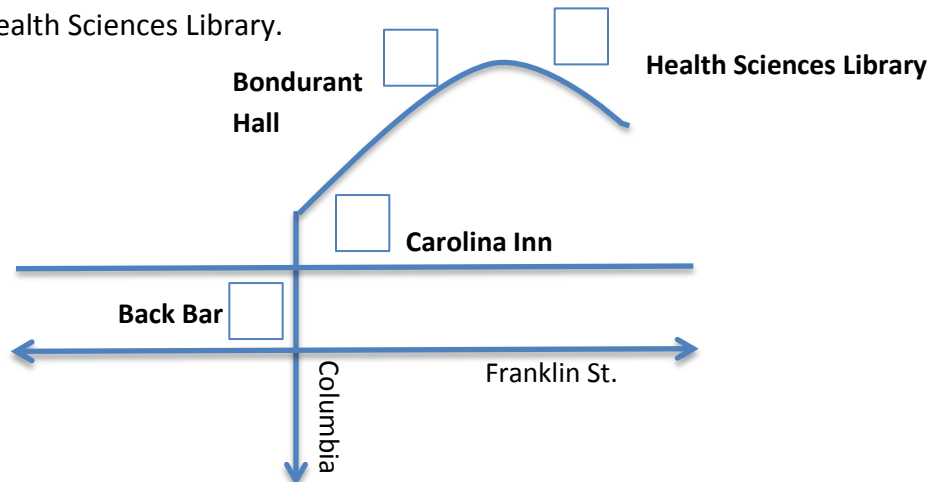 ealth Sciences Library.
Bondurant
Hall
Health Sciences Library
Carolina Inn
Back Bar
Franklin St.
Columbia